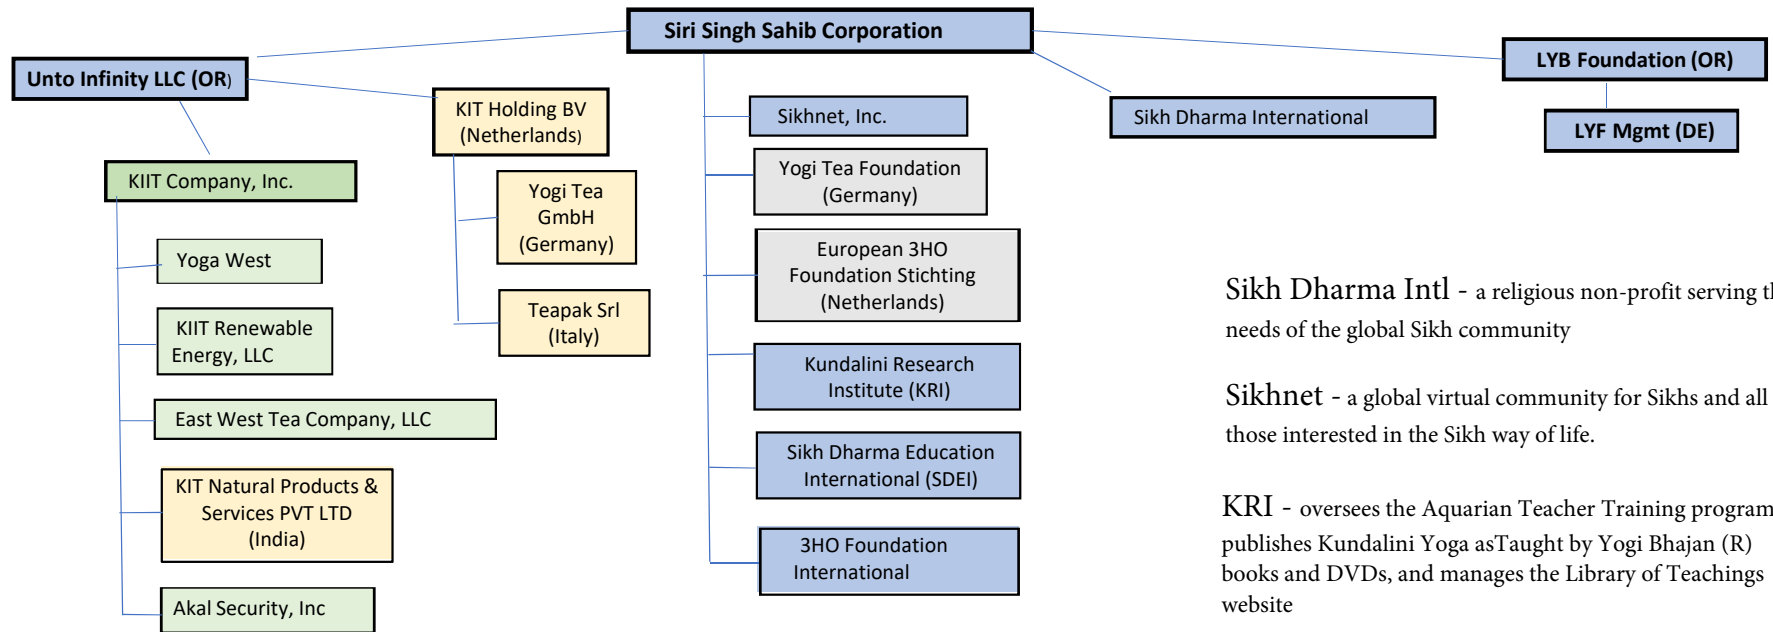 Siri Singh Sahib Corporation
Unto Infinity LLC (OR)
LYB Foundation (OR)
KIT Holding BV
(Netherlands)
Sikhnet, Inc.
Sikh Dharma International
LYF Mgmt (DE)
KIIT Company, Inc.
Yogi Tea
GmbH
(Germany)
Yogi Tea Foundation
(Germany)
Yoga West
European 3HO
Foundation Stichting
(Netherlands)
KIIT Renewable
Energy, LLC
Teapak Srl
(Italy)
Kundalini Research
Institute (KRI)
East West Tea Company, LLC
Sikh Dharma Education
International (SDEI)
KIT Natural Products &
Services PVT LTD
(India)
3HO Foundation
International
Akal Security, Inc
Sikh Dharma Intl - a religious non-profit serving
needs of the global Sikh community
Sikhnet - a global virtual community for Sikhs and all
those interested in the Sikh way of life.
KRI - oversees the Aquarian Teacher Training program
publishes Kundalini Yoga asTaught by Yogi Bhajan (R)
books and DVDs, and manages the Library of Teachings
website